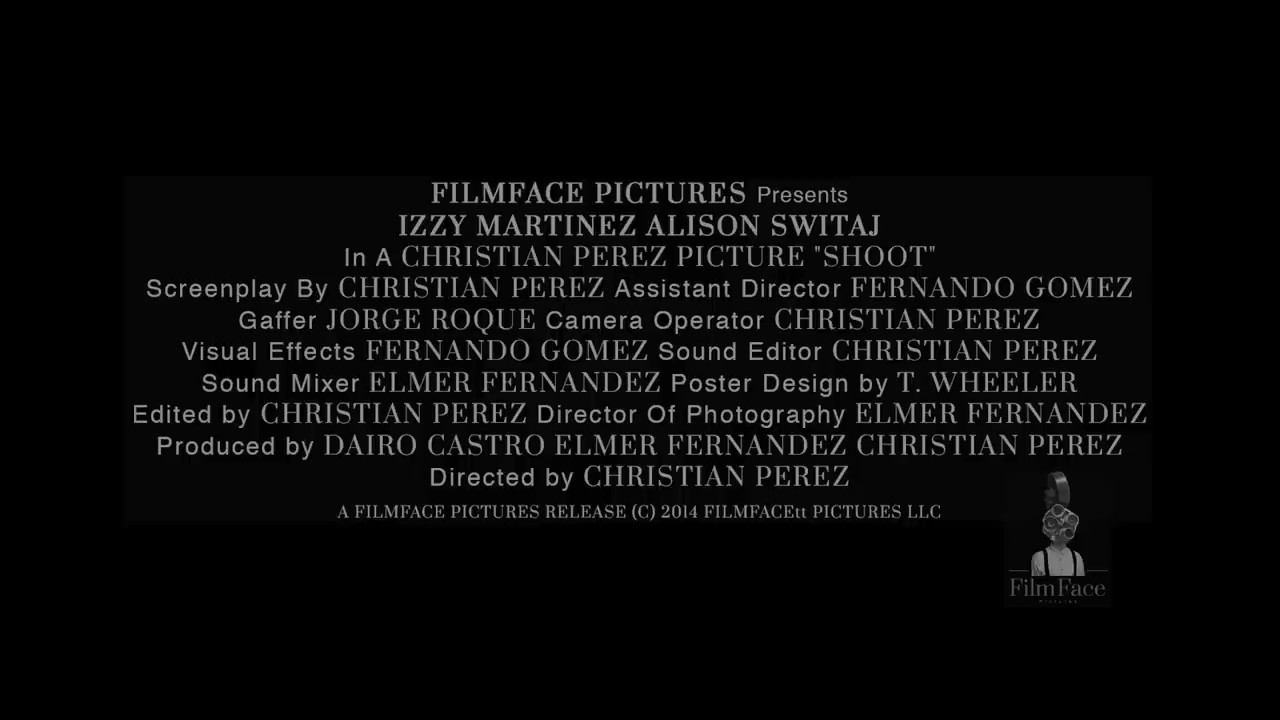 FILMFACE PICTURES Presents
IZZY MARTINEZ ALISON SWITAJ
In A CHRISTIAN PEREZ PICTURE "SHOOT"
Screenplay By CHRISTIAN PEREZ Assistant Director FERNANDO GOMEZ
Gaffer JORGE ROQUE Camera Operator CHRISTIAN PEREZ
Visual Effects FERNANDO GOMEZ Sound Editor CHRISTIAN PEREZ
Sound Mixer ELMER FERNANDEZ Poster Design by T. WHEELER
Edited by CHRISTIAN PEREZ Director Of Photography ELMER FERNANDEZ
Produced by DAIRO CASTRO ELMER FERNANDEZ CHRISTIAN PEREZ
Directed by CHRISTIAN PEREZ
A FILMFACE PICTURES RELEASE (C) 2014 FILMFACEtt PICTURES LLC
FilmFace
PICTURES